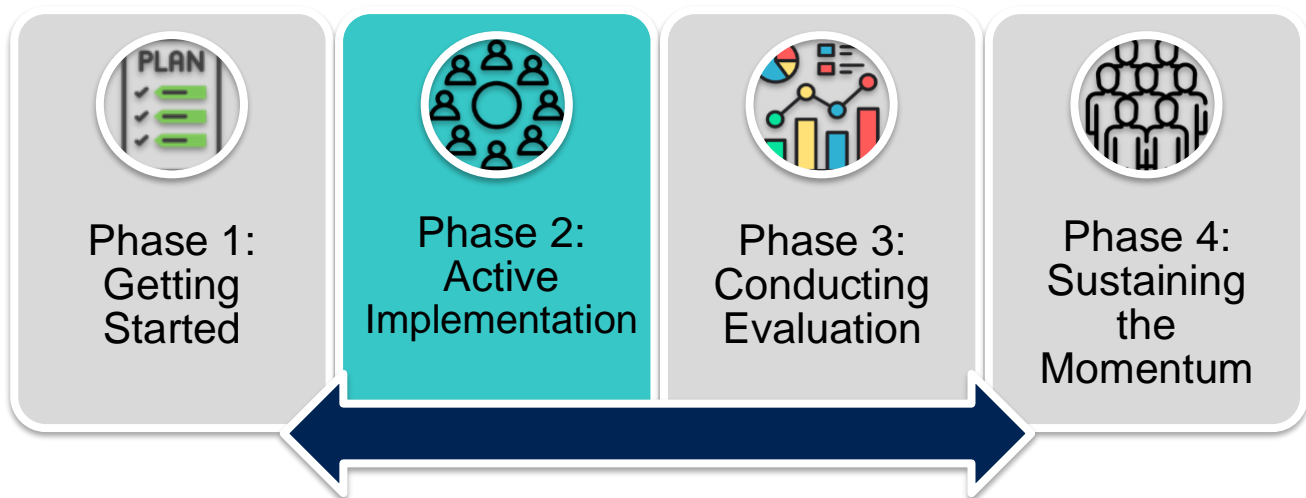 PLAN
Phase 1:
Getting
Started
Phase 2:
Active
Implementation
Phase 3:
Conducting
Evaluation
Phase 4:
Sustaining
the
Momentum